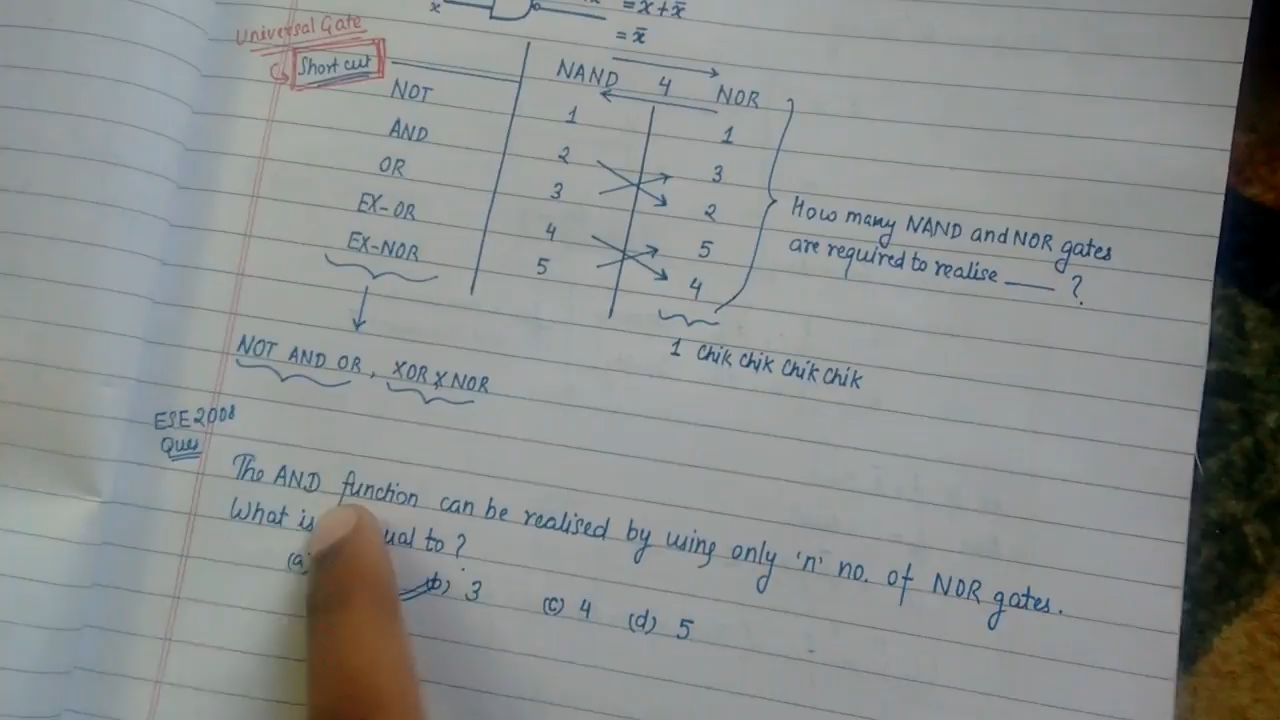 x = x + x̄
= x̄
Universal Gate
Short cut
NAND 4 NOR
NOT 1 1
AND 2 3
OR 3 2
EX-OR 4 5
EX-NOR 5 4
How many NAND and NOR gates
are required to realise ___ ?
1 chik chik chik chik
NOT AND OR, XOR XNOR
ESE 2008
Ques
The AND function can be realised by using only 'n' no. of NOR gates.
What is ual to ?
(a) (b) 3 (c) 4 (d) 5